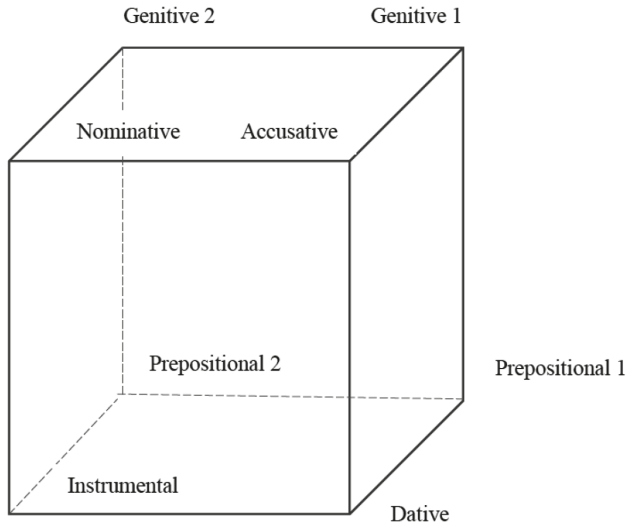 Genitive 2
Genitive 1
Nominative
Accusative
Prepositional 2
Prepositional 1
Instrumental
Dative